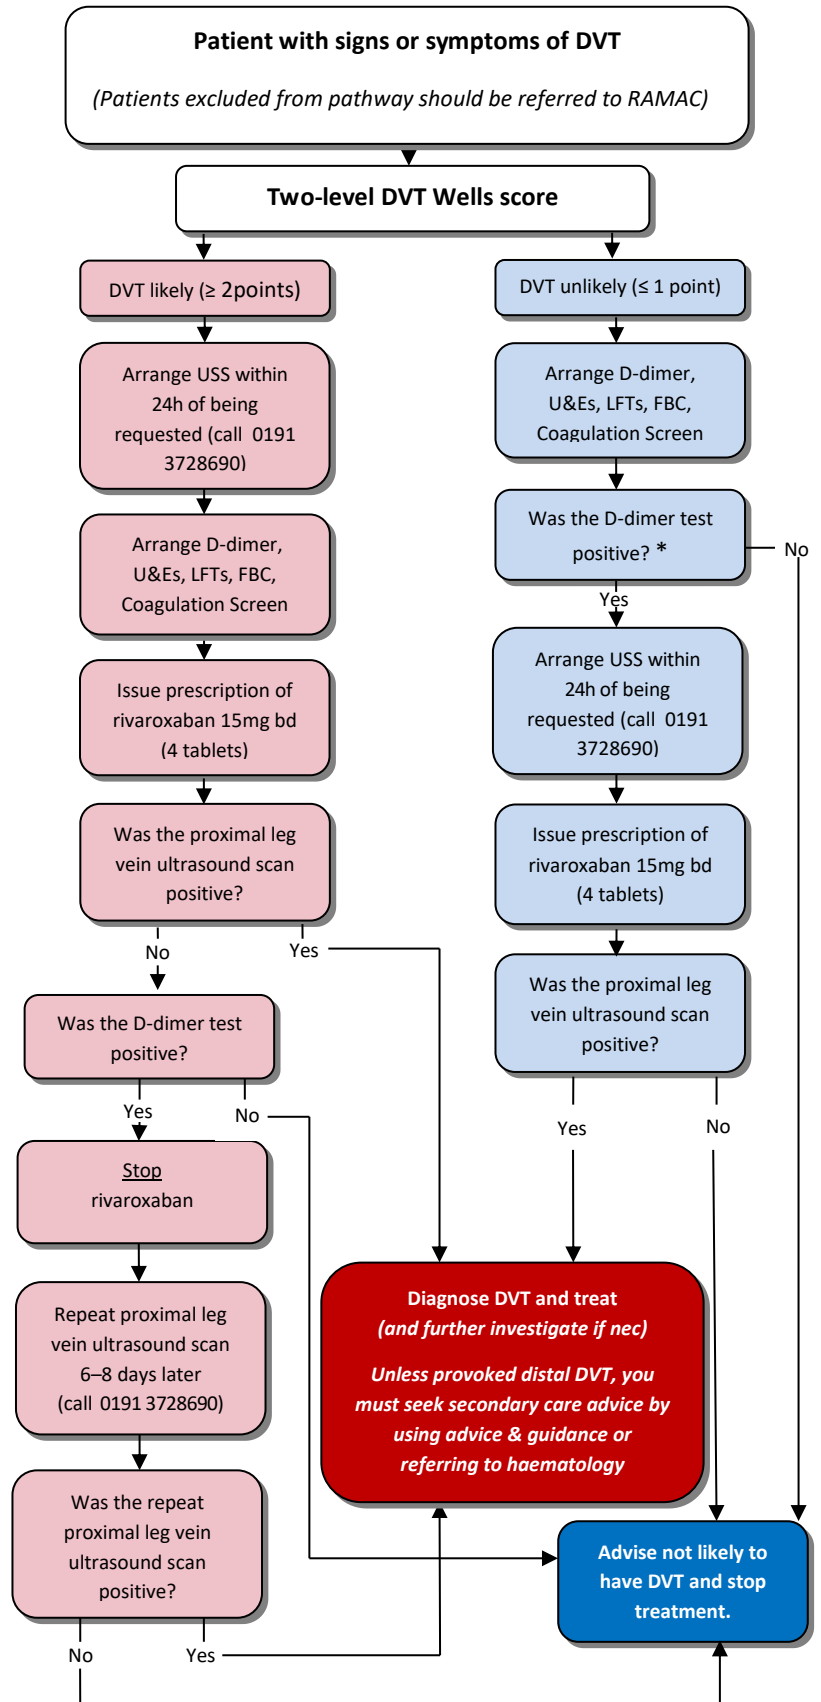 Patient with signs or symptoms of DVT
(Patients excluded from pathway should be referred to RAMAC)
Two-level DVT Wells score
DVT likely (≥ 2points)
DVT unlikely (≤ 1 point)
Arrange USS within
24h of being
requested (call 0191
3728690)
Arrange D-dimer,
U&Es, LFTs, FBC,
Coagulation Screen
Arrange D-dimer,
U&Es, LFTs, FBC,
Coagulation Screen
Was the D-dimer test
positive? *
No
Yes
Issue prescription of
rivaroxaban 15mg bd
(4 tablets)
Arrange USS within
24h of being
requested (call 0191
3728690)
Was the proximal leg
vein ultrasound scan
positive?
Issue prescription of
rivaroxaban 15mg bd
(4 tablets)
No
Yes
Was the proximal leg
vein ultrasound scan
positive?
Was the D-dimer test
positive?
Yes
No
Yes
No
Stop
rivaroxaban
Repeat proximal leg
vein ultrasound scan
6–8 days later
(call 0191 3728690)
Diagnose DVT and treat
(and further investigate if nec)
Unless provoked distal DVT, you
must seek secondary care advice by
using advice & guidance or
referring to haematology
Was the repeat
proximal leg vein
ultrasound scan
positive?
Advise not likely to
have DVT and stop
treatment.
No
Yes